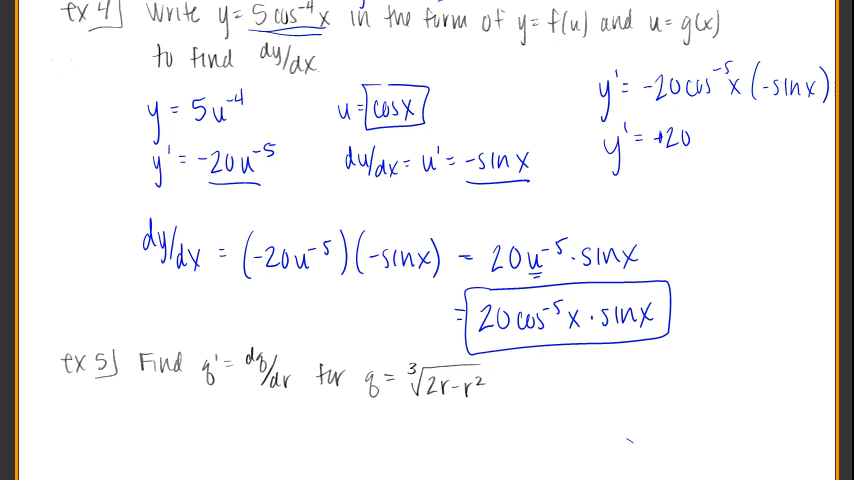 ex 4] Write y = 5 cos⁻⁴x in the form of y = f(u) and u = g(x)
to find dy/dx.
y = 5u⁻⁴
u = cosx
y' = -20cos⁻⁵x (-sinx)
y' = -20u⁻⁵
du/dx = u' = -sinx
y' = +20
dy/dx = (-20u⁻⁵)(-sinx) = 20u⁻⁵·sinx
= 20cos⁻⁵x·sinx
ex 5] Find q' = dq/dr for q = ∛(2r-r²)